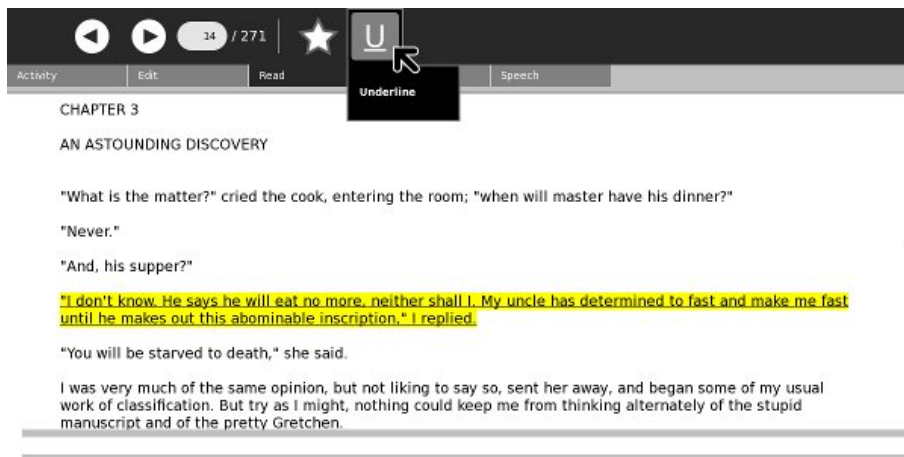 14 / 271
U
Activity Edit Read Speech
Underline
CHAPTER 3
AN ASTOUNDING DISCOVERY
"What is the matter?" cried the cook, entering the room; "when will master have his dinner?"
"Never."
"And, his supper?"
"I don't know. He says he will eat no more, neither shall I. My uncle has determined to fast and make me fast
until he makes out this abominable inscription," I replied.
"You will be starved to death," she said.
I was very much of the same opinion, but not liking to say so, sent her away, and began some of my usual
work of classification. But try as I might, nothing could keep me from thinking alternately of the stupid
manuscript and of the pretty Gretchen.